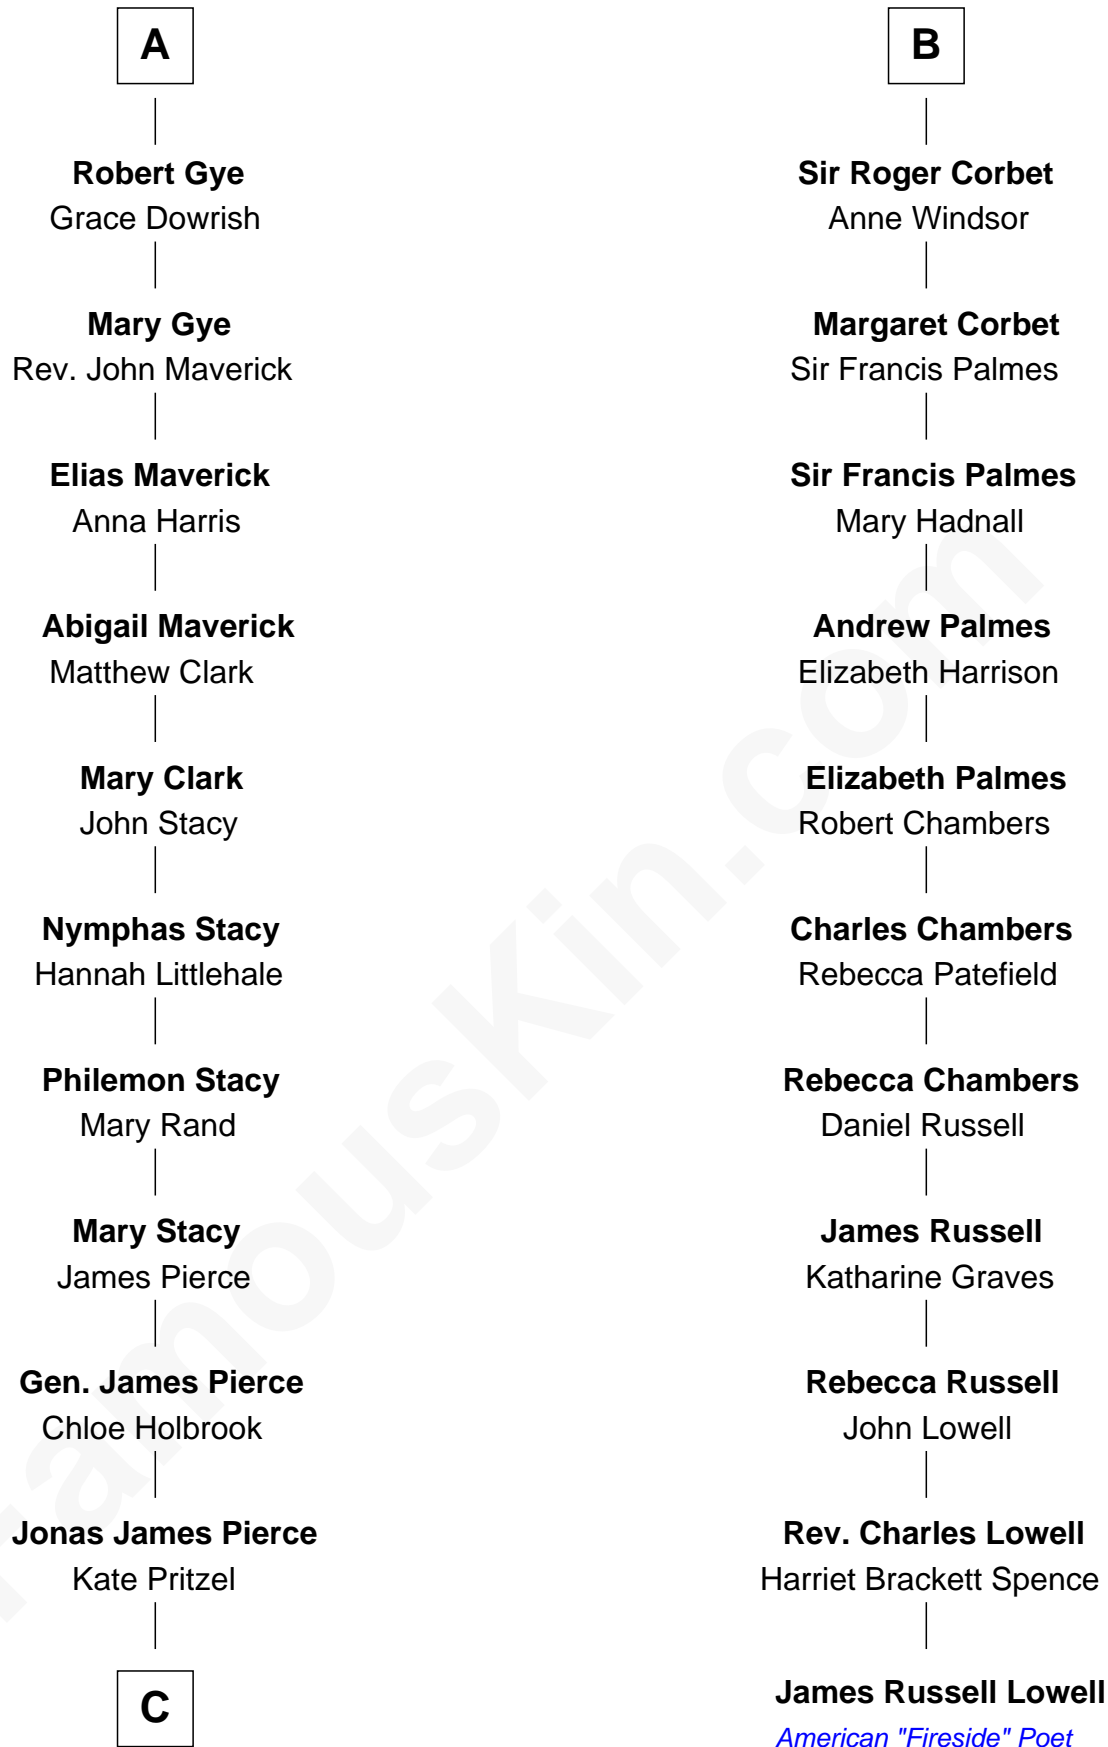 A
Robert Gye
Grace Dowrish
Mary Gye
Rev. John Maverick
Elias Maverick
Anna Harris
Abigail Maverick
Matthew Clark
Mary Clark
John Stacy
Nymphas Stacy
Hannah Littlehale
Philemon Stacy
Mary Rand
Mary Stacy
James Pierce
Gen. James Pierce
Chloe Holbrook
Jonas James Pierce
Kate Pritzel
C
B
Sir Roger Corbet
Anne Windsor
Margaret Corbet
Sir Francis Palmes
Sir Francis Palmes
Mary Hadnall
Andrew Palmes
Elizabeth Harrison
Elizabeth Palmes
Robert Chambers
Charles Chambers
Rebecca Patefield
Rebecca Chambers
Daniel Russell
James Russell
Katharine Graves
Rebecca Russell
John Lowell
Rev. Charles Lowell
Harriet Brackett Spence
James Russell Lowell
American "Fireside" Poet
FamousKin.com